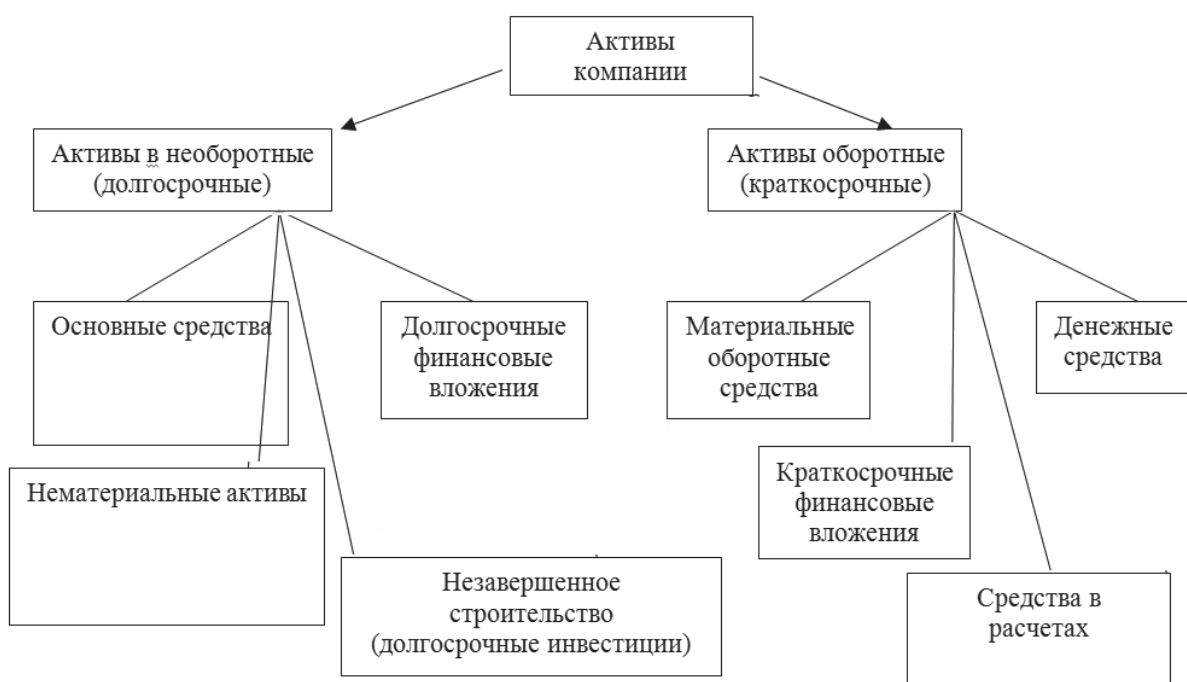 Активы
компании
Активы в необоротные
(долгосрочные)
Активы оборотные
(краткосрочные)
Основные средства
Долгосрочные
финансовые
вложения
Материальные
оборотные
средства
Денежные
средства
Нематериальные активы
Краткосрочные
финансовые
вложения
Незавершенное
строительство
(долгосрочные инвестиции)
Средства в
расчетах